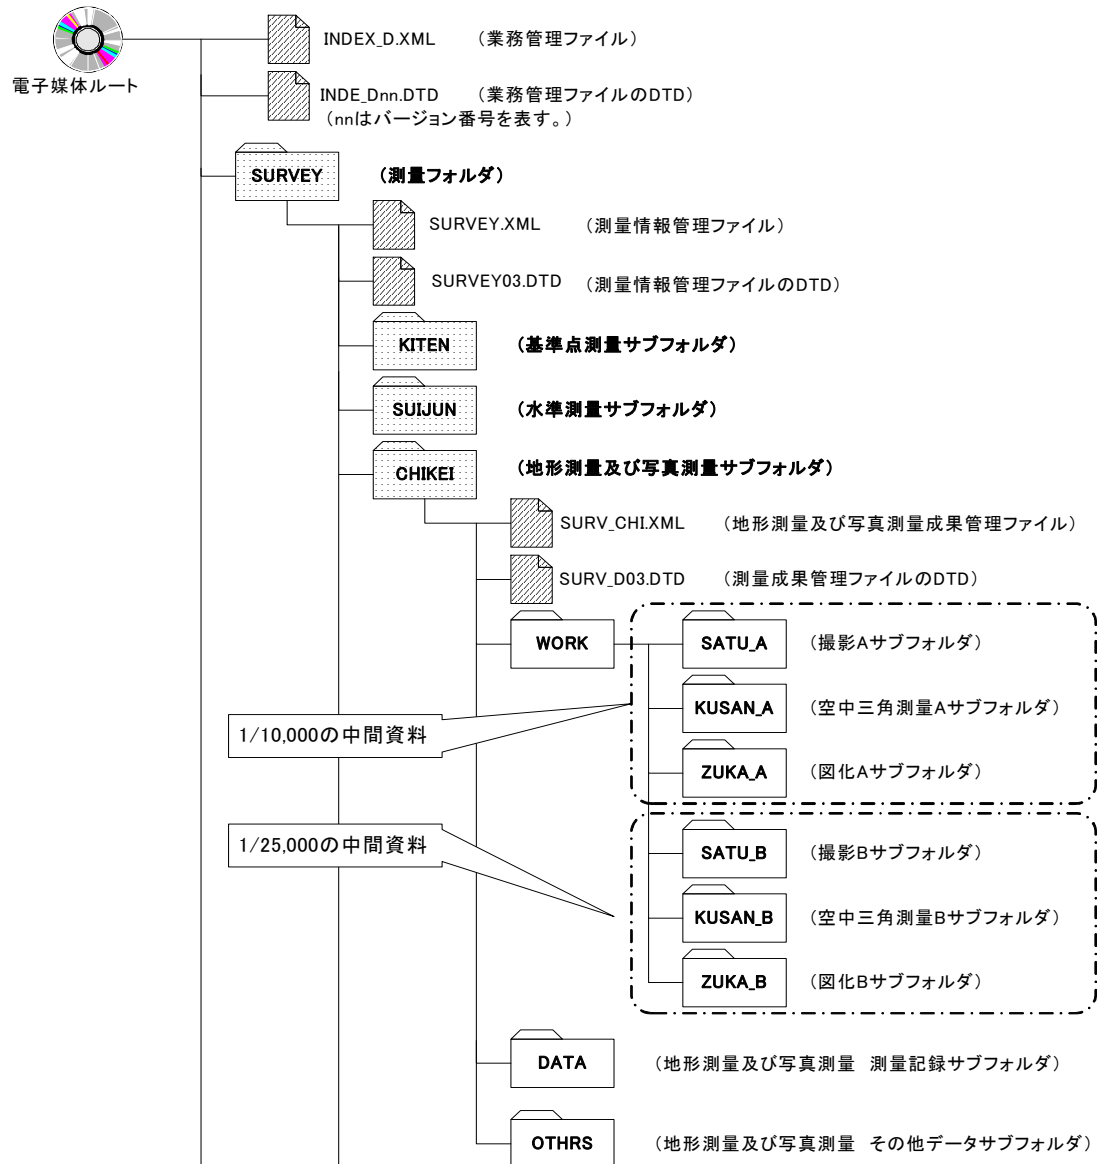 INDEX_D.XML （業務管理ファイル）
電子媒体ルート
INDE_Dnn.DTD （業務管理ファイルのDTD）
（nnはバージョン番号を表す。）
SURVEY （測量フォルダ）
SURVEY.XML （測量情報管理ファイル）
SURVEY03.DTD （測量情報管理ファイルのDTD）
KITEN （基準点測量サブフォルダ）
SUIJUN （水準測量サブフォルダ）
CHIKEI （地形測量及び写真測量サブフォルダ）
SURV_CHI.XML （地形測量及び写真測量成果管理ファイル）
SURV_D03.DTD （測量成果管理ファイルのDTD）
WORK SATU_A （撮影Aサブフォルダ）
KUSAN_A （空中三角測量Aサブフォルダ）
1/10,000の中間資料
ZUKA_A （図化Aサブフォルダ）
1/25,000の中間資料
SATU_B （撮影Bサブフォルダ）
KUSAN_B （空中三角測量Bサブフォルダ）
ZUKA_B （図化Bサブフォルダ）
DATA （地形測量及び写真測量 測量記録サブフォルダ）
OTHRS （地形測量及び写真測量 その他データサブフォルダ）